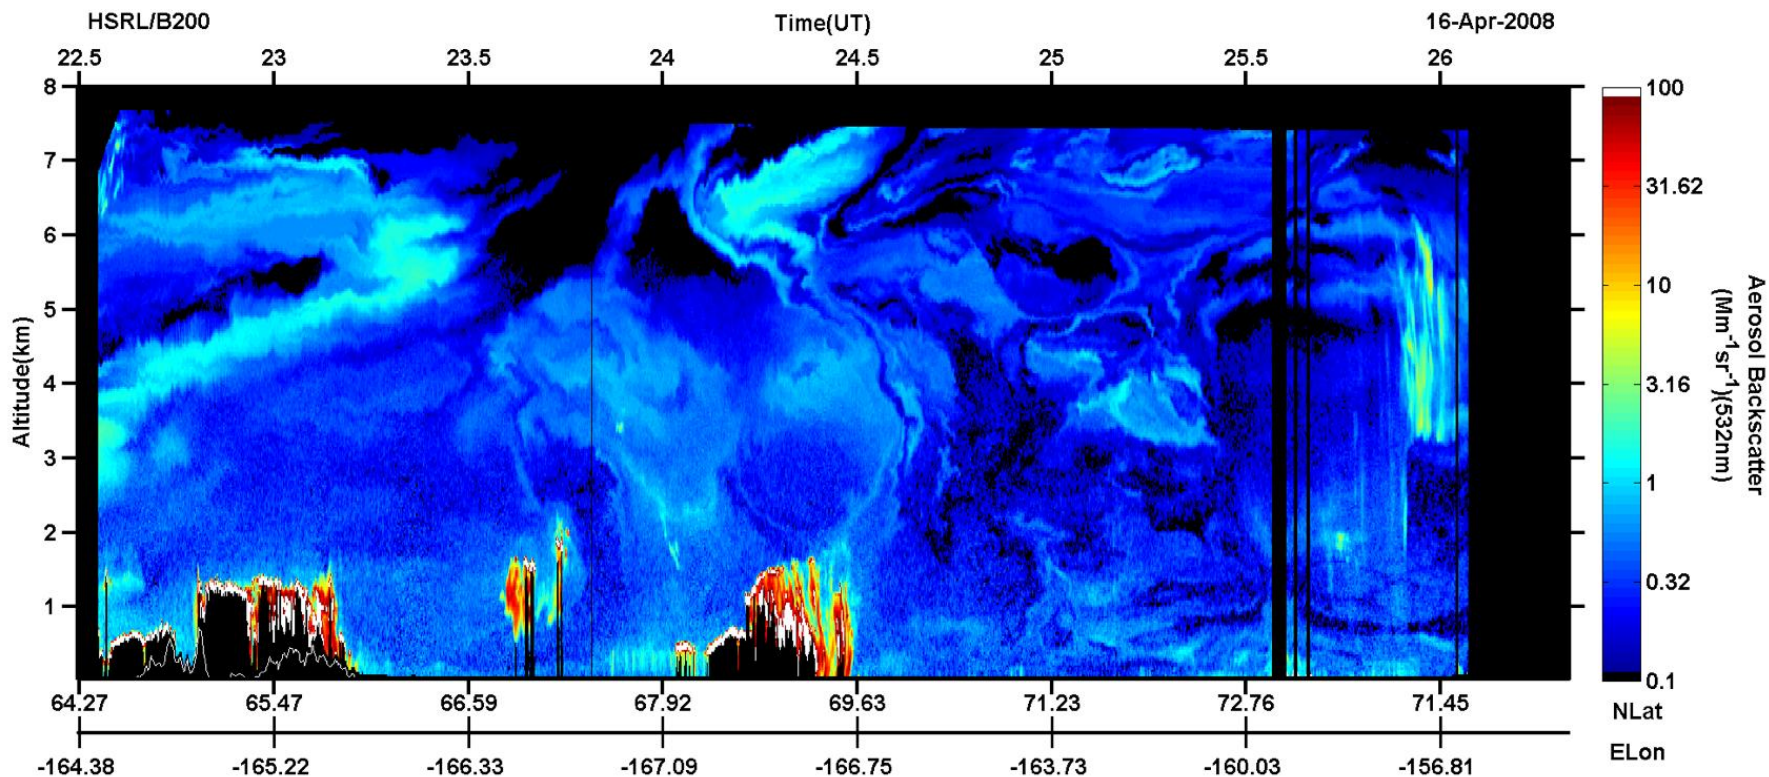 HSRL/B200 Time(UT) 16-Apr-2008
22.5 23 23.5 24 24.5 25 25.5 26
8
7
6
5
4
3
2
1
Altitude(km)
100
31.62
10
3.16
1
0.32
0.1
Aerosol Backscatter
(Mm⁻¹sr⁻¹)(532nm)
64.27 65.47 66.59 67.92 69.63 71.23 72.76 71.45
NLat
-164.38 -165.22 -166.33 -167.09 -166.75 -163.73 -160.03 -156.81
ELon